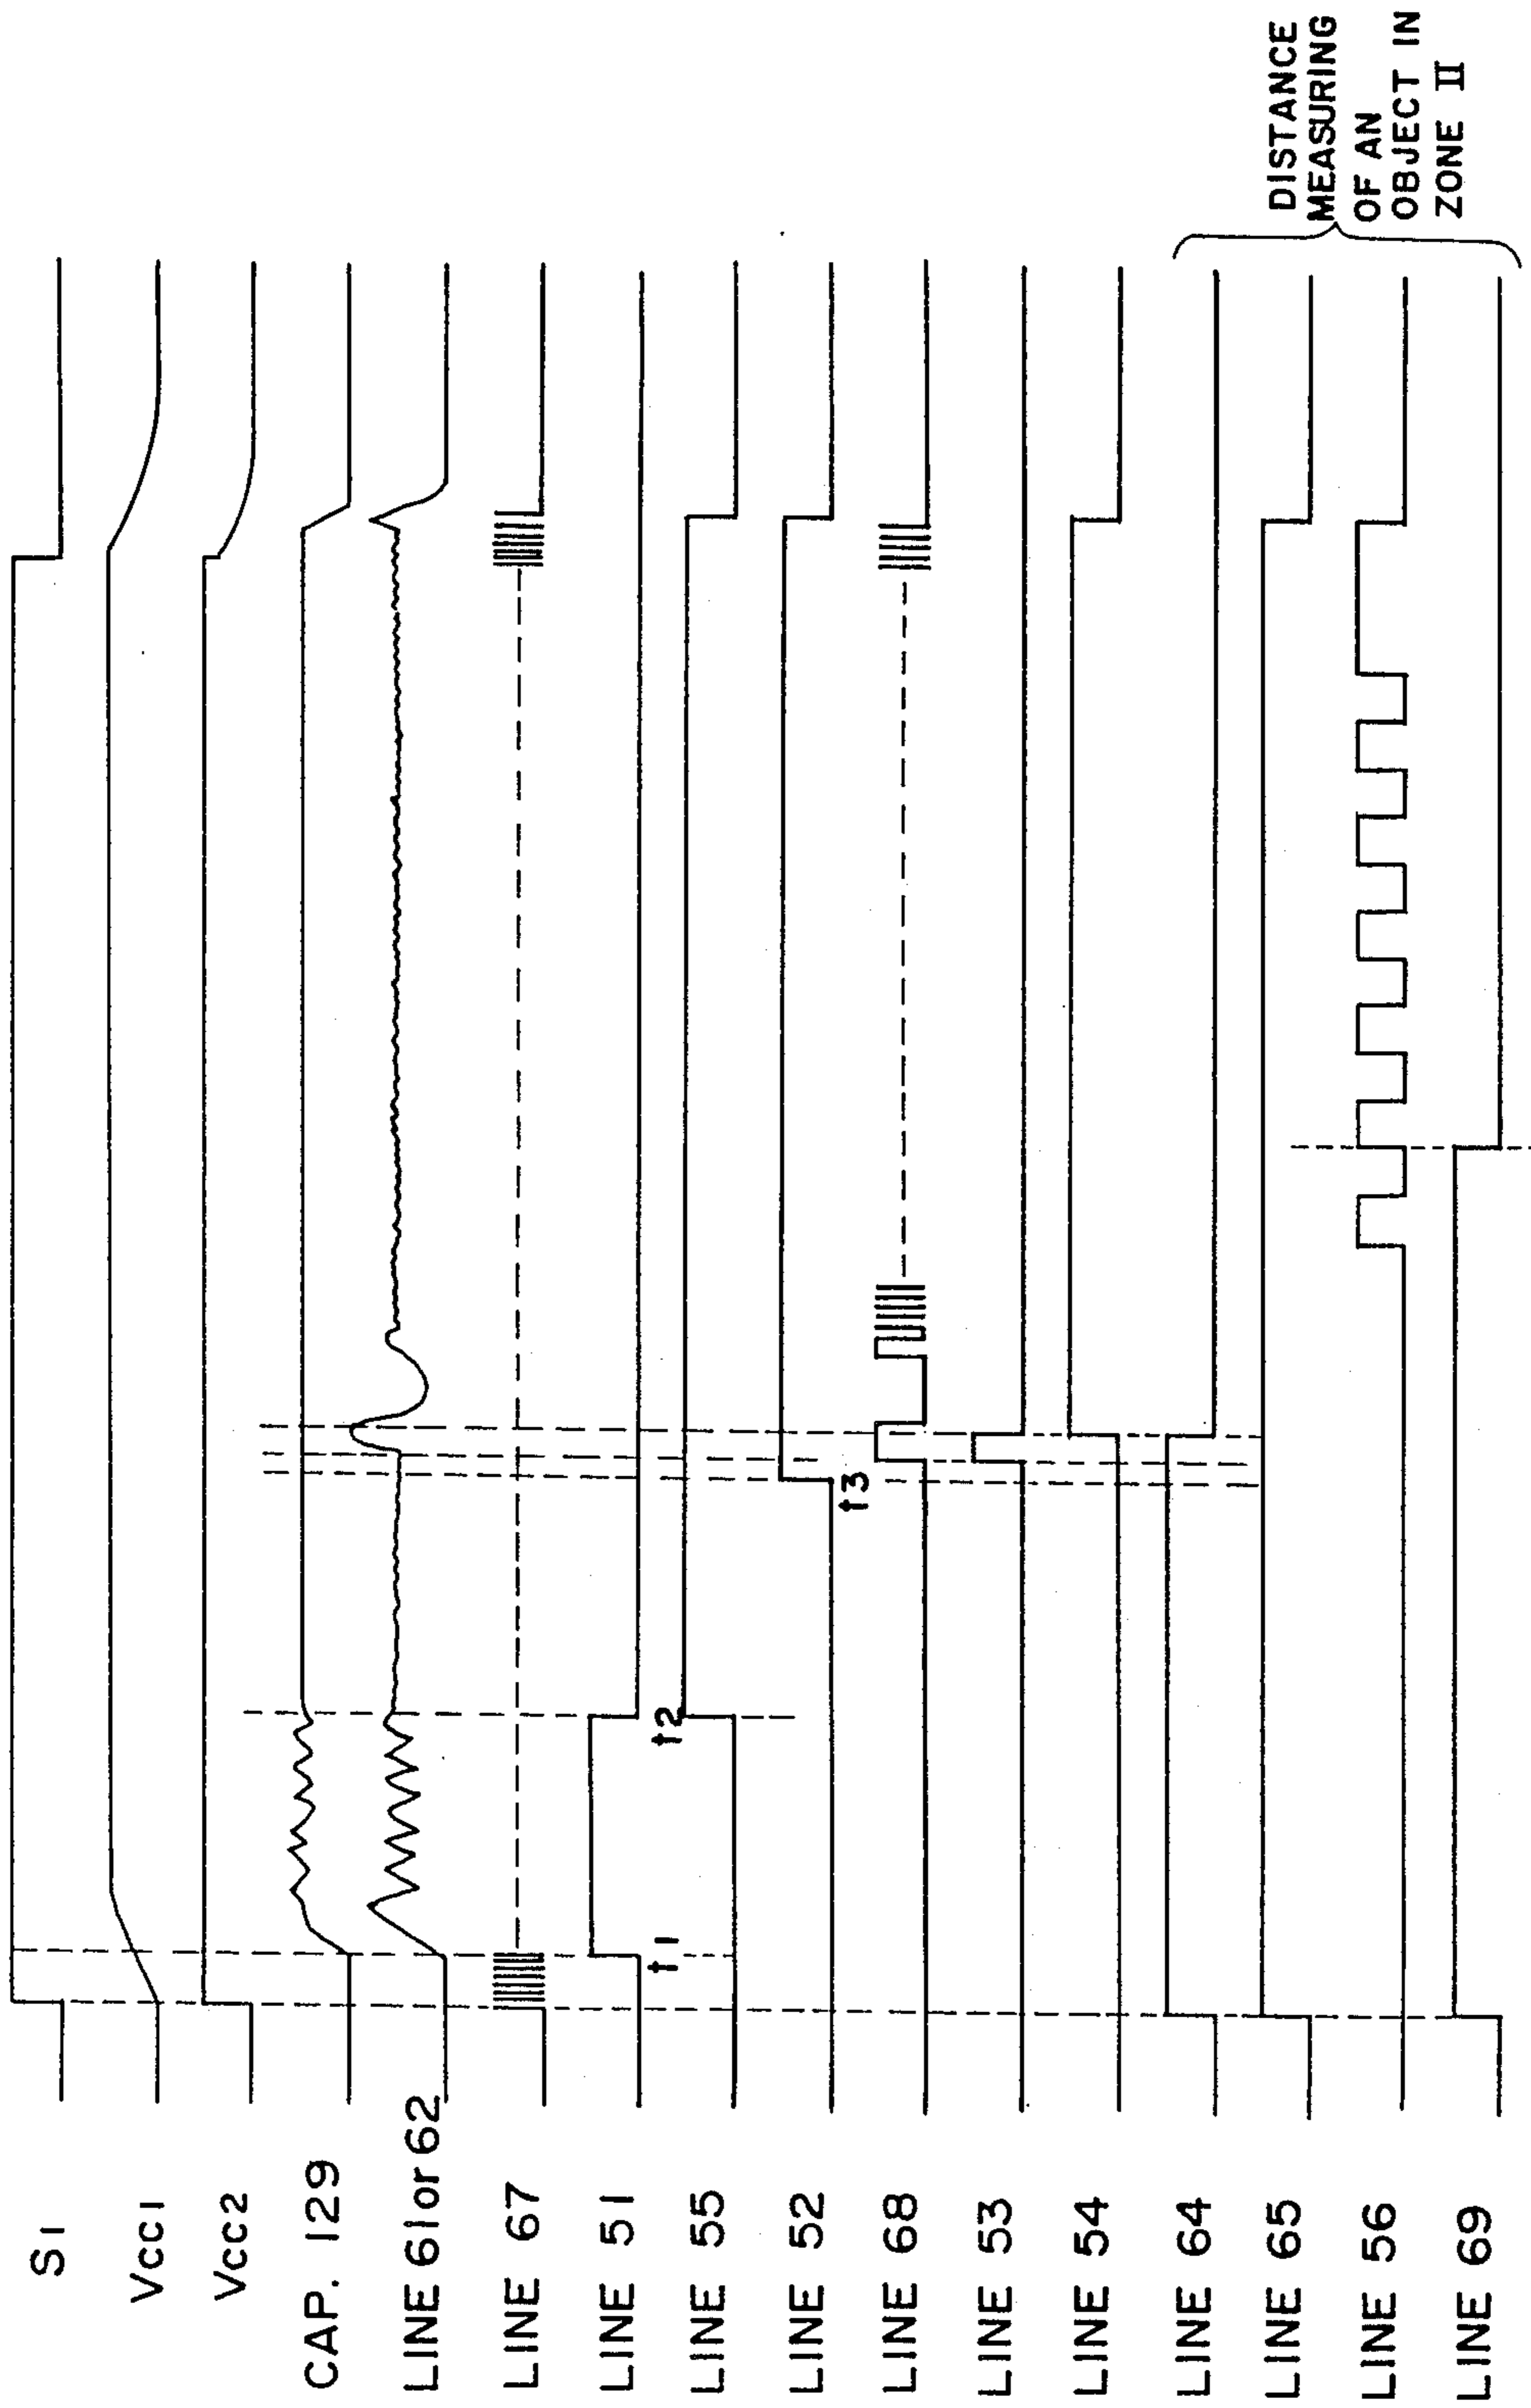 S1
Vcc1
Vcc2
CAP. 129
LINE 61 or 62
LINE 67
LINE 51
LINE 55
LINE 52
LINE 68
LINE 53
LINE 54
LINE 64
LINE 65
LINE 56
LINE 69
t1
t2
t3
DISTANCE
MEASURING
OF AN
OBJECT IN
ZONE II